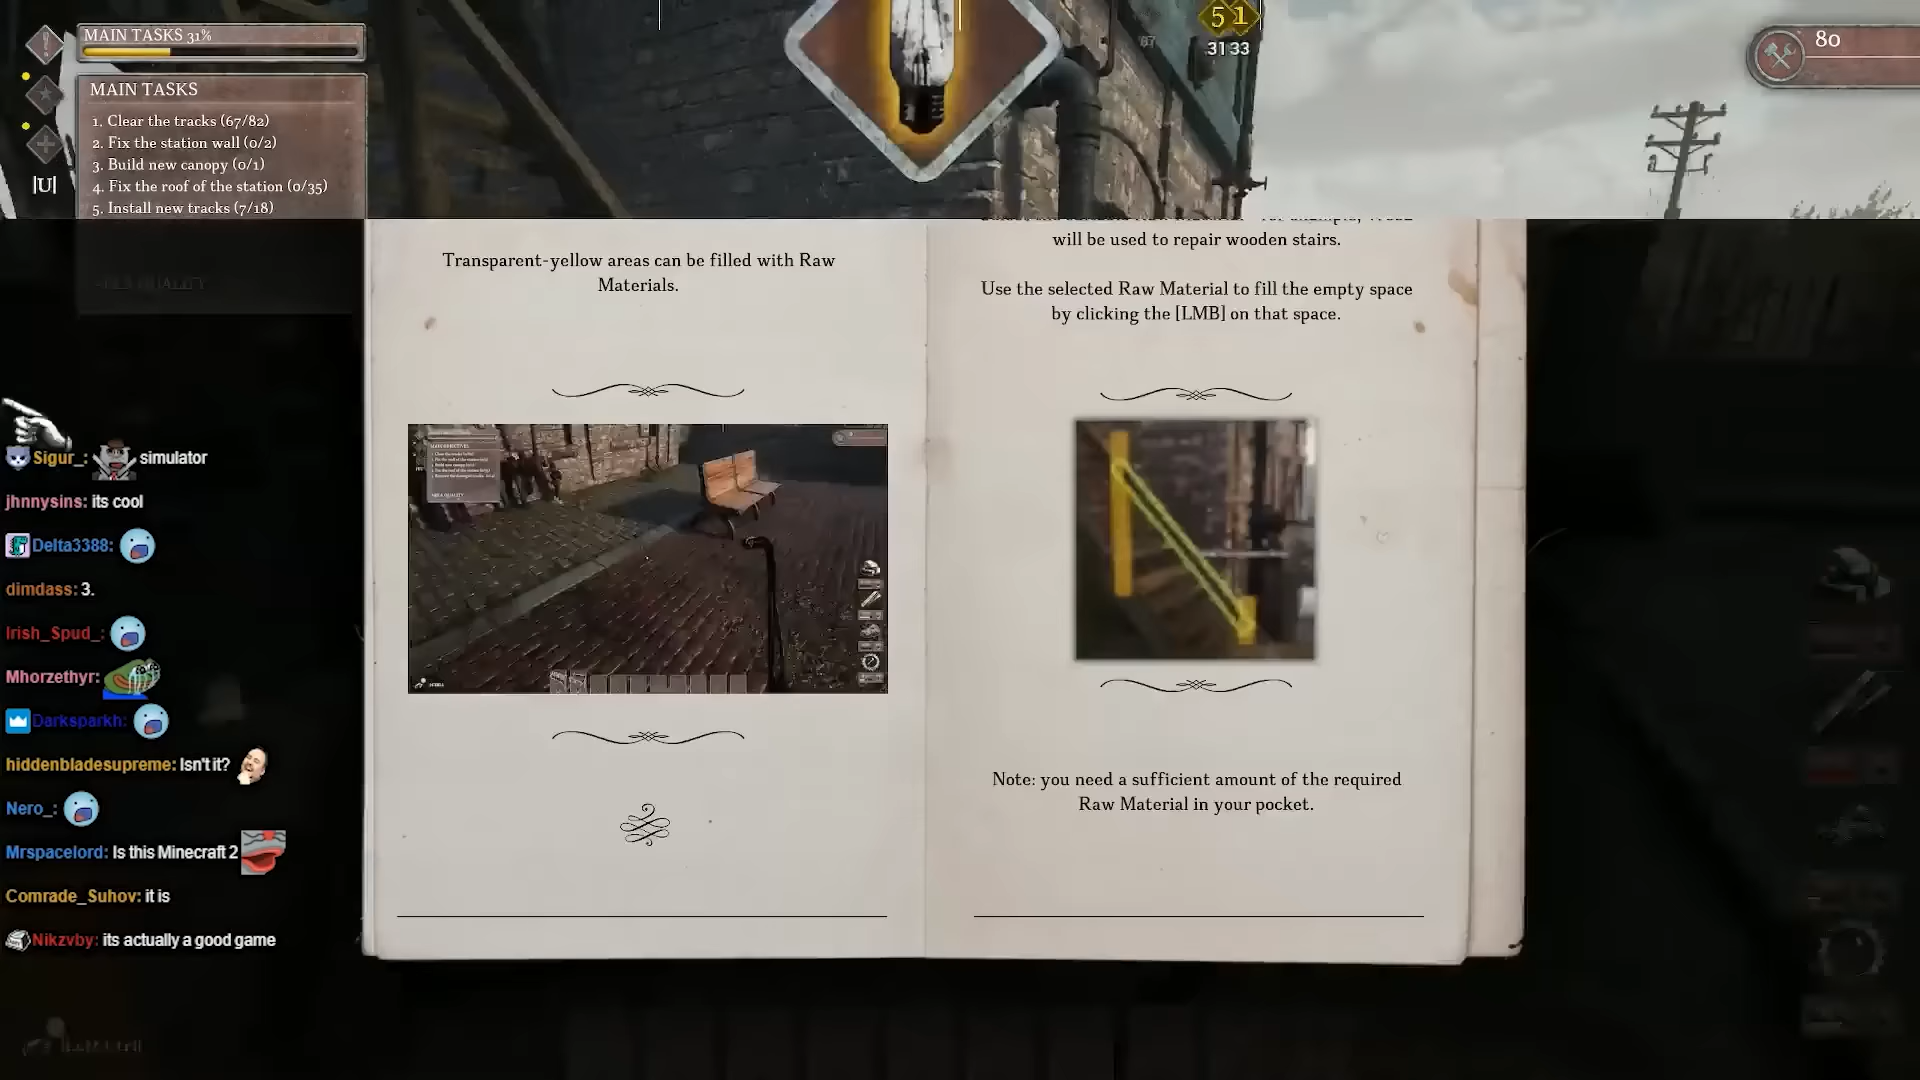 MAIN TASKS 31%
MAIN TASKS
1. Clear the tracks (67/82)
2. Fix the station wall (0/2)
3. Build new canopy (0/1)
4. Fix the roof of the station (0/35)
5. Install new tracks (7/18)
|U|
51
3133
80
Transparent-yellow areas can be filled with Raw
Materials.
will be used to repair wooden stairs.
Use the selected Raw Material to fill the empty space
by clicking the [LMB] on that space.
Note: you need a sufficient amount of the required
Raw Material in your pocket.
Sigur_: simulator
jhnnysins: its cool
Delta3388:
dimdass: 3.
Irish_Spud_:
Mhorzethyr:
Darksparkh:
hiddenbladesupreme: Isn't it?
Nero_:
Mrspacelord: Is this Minecraft 2
Comrade_Suhov: it is
Nikzvby: its actually a good game